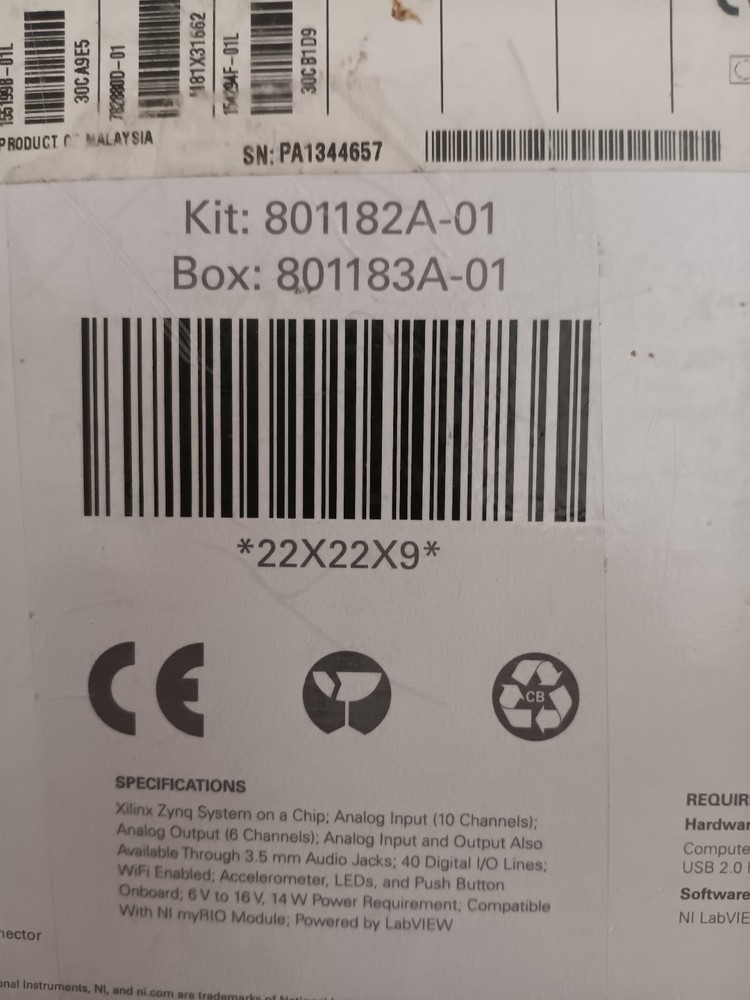 30CA9E5
782880D-01
30CB1D9
PRODUCT OF MALAYSIA
SN: PA1344657
Kit: 801182A-01
Box: 801183A-01
*22X22X9*
CE
CB
SPECIFICATIONS
Xilinx Zynq System on a Chip; Analog Input (10 Channels);
Analog Output (6 Channels); Analog Input and Output Also
Available Through 3.5 mm Audio Jacks; 40 Digital I/O Lines;
WiFi Enabled; Accelerometer, LEDs, and Push Button
Onboard; 6 V to 16 V, 14 W Power Requirement; Compatible
With NI myRIO Module; Powered by LabVIEW
REQUIR
Hardwar
Compute
USB 2.0
Software
NI LabVIE
nector
onal Instruments, NI, and ni.com are trademarks of National